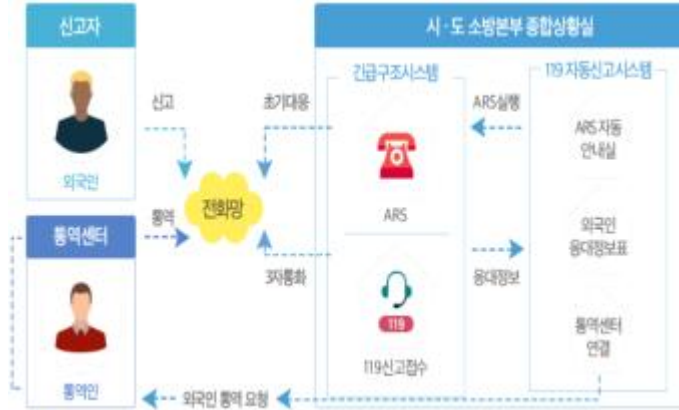 신고자
시·도 소방본부 종합상황실
긴급구조시스템
119 자동신고시스템
신고
초기대응
ARS실행
ARS 자동
안내실
외국인
전화망
ARS
통역센터
통역
외국인
응대정보표
3자통화
응대정보
119
통역센터
연결
119신고접수
통역인
외국인 통역 요청